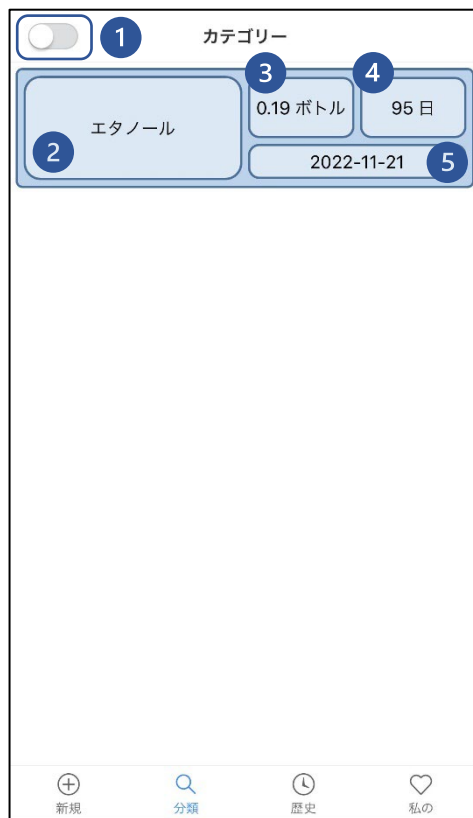 1 カテゴリー
3 4
0.19 ボトル 95 日
エタノール
2 2022-11-21 5
新規 分類 歴史 私の